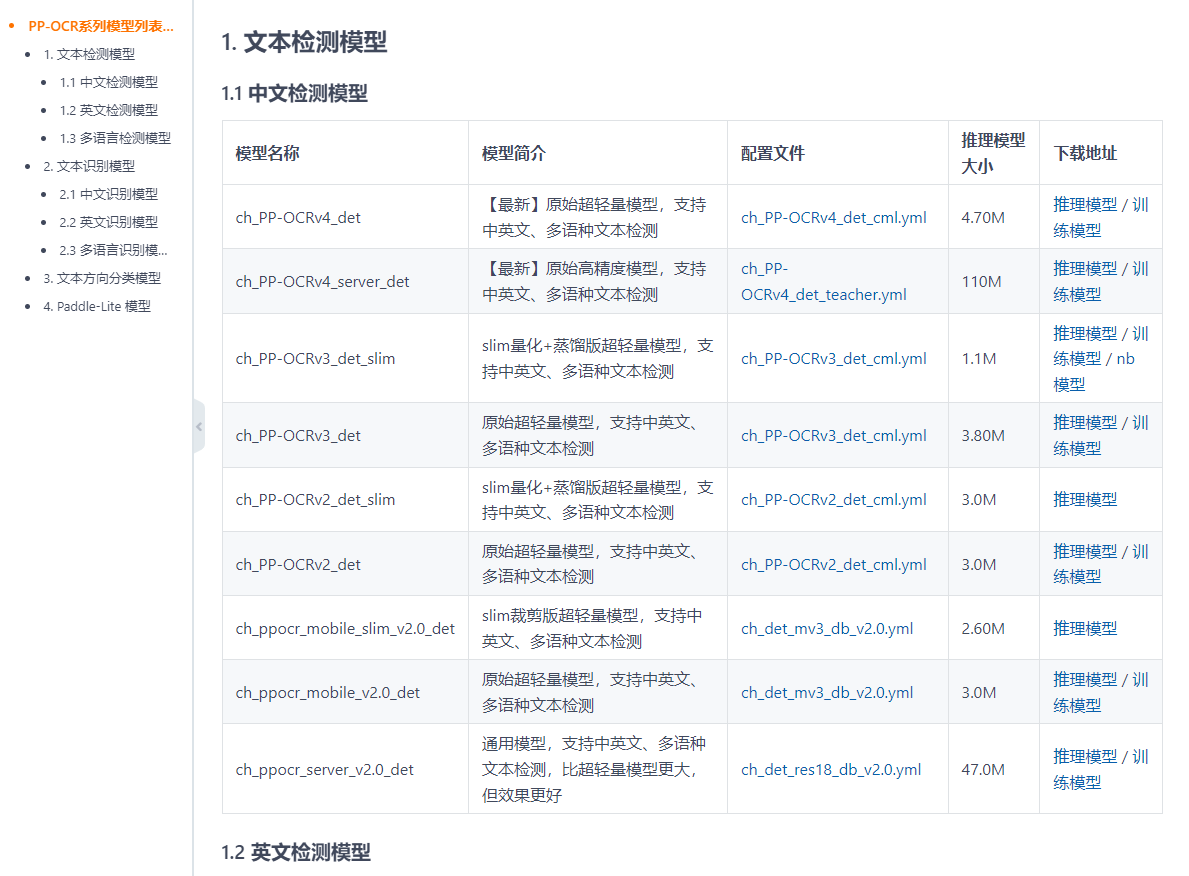 PP-OCR系列模型列表...
1. 文本检测模型
1.1 中文检测模型
1.2 英文检测模型
1.3 多语言检测模型
2. 文本识别模型
2.1 中文识别模型
2.2 英文识别模型
2.3 多语言识别模...
3. 文本方向分类模型
4. Paddle-Lite 模型
1. 文本检测模型
1.1 中文检测模型
模型名称
模型简介
配置文件
推理模型
大小
下载地址
ch_PP-OCRv4_det
【最新】原始超轻量模型，支持
中英文、多语种文本检测
ch_PP-OCRv4_det_cml.yml
4.70M
推理模型 / 训
练模型
ch_PP-OCRv4_server_det
【最新】原始高精度模型，支持
中英文、多语种文本检测
ch_PP-
OCRv4_det_teacher.yml
110M
推理模型 / 训
练模型
ch_PP-OCRv3_det_slim
slim量化+蒸馏版超轻量模型，支
持中英文、多语种文本检测
ch_PP-OCRv3_det_cml.yml
1.1M
推理模型 / 训
练模型 / nb
模型
ch_PP-OCRv3_det
原始超轻量模型，支持中英文、
多语种文本检测
ch_PP-OCRv3_det_cml.yml
3.80M
推理模型 / 训
练模型
ch_PP-OCRv2_det_slim
slim量化+蒸馏版超轻量模型，支
持中英文、多语种文本检测
ch_PP-OCRv2_det_cml.yml
3.0M
推理模型
ch_PP-OCRv2_det
原始超轻量模型，支持中英文、
多语种文本检测
ch_PP-OCRv2_det_cml.yml
3.0M
推理模型 / 训
练模型
ch_ppocr_mobile_slim_v2.0_det
slim裁剪版超轻量模型，支持中
英文、多语种文本检测
ch_det_mv3_db_v2.0.yml
2.60M
推理模型
ch_ppocr_mobile_v2.0_det
原始超轻量模型，支持中英文、
多语种文本检测
ch_det_mv3_db_v2.0.yml
3.0M
推理模型 / 训
练模型
ch_ppocr_server_v2.0_det
通用模型，支持中英文、多语种
文本检测，比超轻量模型更大，
但效果更好
ch_det_res18_db_v2.0.yml
47.0M
推理模型 / 训
练模型
1.2 英文检测模型